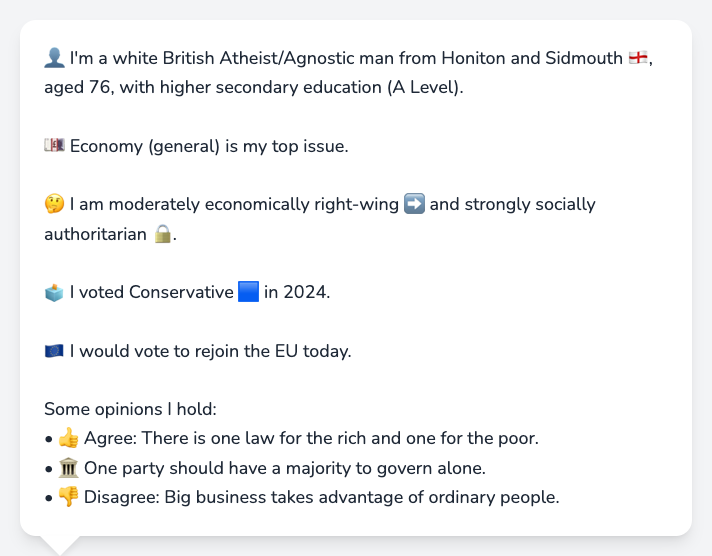 👤 I'm a white British Atheist/Agnostic man from Honiton and Sidmouth 🏴󠁧󠁢󠁥󠁮󠁧󠁿,
aged 76, with higher secondary education (A Level).
💷 Economy (general) is my top issue.
🤔 I am moderately economically right-wing ➡️ and strongly socially
authoritarian 🔒.
🗳️ I voted Conservative 🟦 in 2024.
🇪🇺 I would vote to rejoin the EU today.
Some opinions I hold:
• 👍 Agree: There is one law for the rich and one for the poor.
• 🏛️ One party should have a majority to govern alone.
• 👎 Disagree: Big business takes advantage of ordinary people.